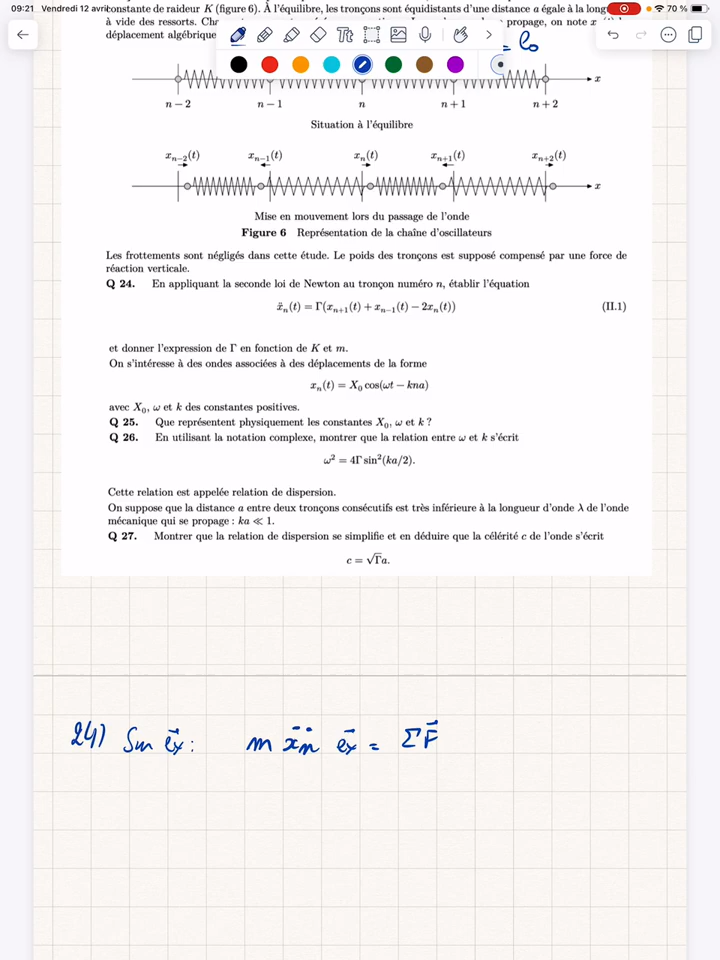 09:21 Vendredi 12 avril
70 %
constante de raideur K (figure 6). À l'équilibre, les tronçons sont équidistants d'une distance a égale à la
à vide des ressorts. propage, on note
déplacement algébrique = l₀
x
n − 2 n − 1 n n + 1 n + 2
Situation à l'équilibre
xₙ₋₂(t) xₙ₋₁(t) xₙ(t) xₙ₊₁(t) xₙ₊₂(t)
x
Mise en mouvement lors du passage de l'onde
Figure 6 Représentation de la chaîne d'oscillateurs
Les frottements sont négligés dans cette étude. Le poids des tronçons est supposé compensé par une force de
réaction verticale.
Q 24. En appliquant la seconde loi de Newton au tronçon numéro n, établir l'équation
ẍₙ(t) = Γ(xₙ₊₁(t) + xₙ₋₁(t) − 2xₙ(t)) (II.1)
et donner l'expression de Γ en fonction de K et m.
On s'intéresse à des ondes associées à des déplacements de la forme
xₙ(t) = X₀ cos(ωt − kna)
avec X₀, ω et k des constantes positives.
Q 25. Que représentent physiquement les constantes X₀, ω et k ?
Q 26. En utilisant la notation complexe, montrer que la relation entre ω et k s'écrit
ω² = 4Γ sin²(ka/2).
Cette relation est appelée relation de dispersion.
On suppose que la distance a entre deux tronçons consécutifs est très inférieure à la longueur d'onde λ de l'onde
mécanique qui se propage : ka ≪ 1.
Q 27. Montrer que la relation de dispersion se simplifie et en déduire que la célérité c de l'onde s'écrit
c = √Γa.
24) Sur e⃗x : m ẍn e⃗x = ΣF⃗